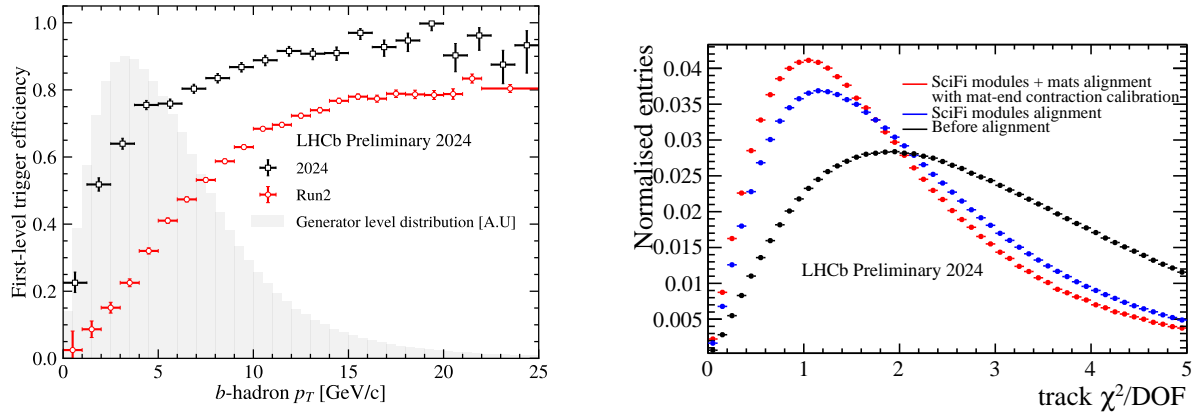 First-level trigger efficiency
1.0
0.8
0.6
0.4
0.2
0.0
LHCb Preliminary 2024
2024
Run2
Generator level distribution [A.U]
0 5 10 15 20 25
b-hadron pT [GeV/c]
Normalised entries
0.04
0.035
0.03
0.025
0.02
0.015
0.01
0.005
SciFi modules + mats alignment
with mat-end contraction calibration
SciFi modules alignment
Before alignment
LHCb Preliminary 2024
0 1 2 3 4 5
track χ²/DOF